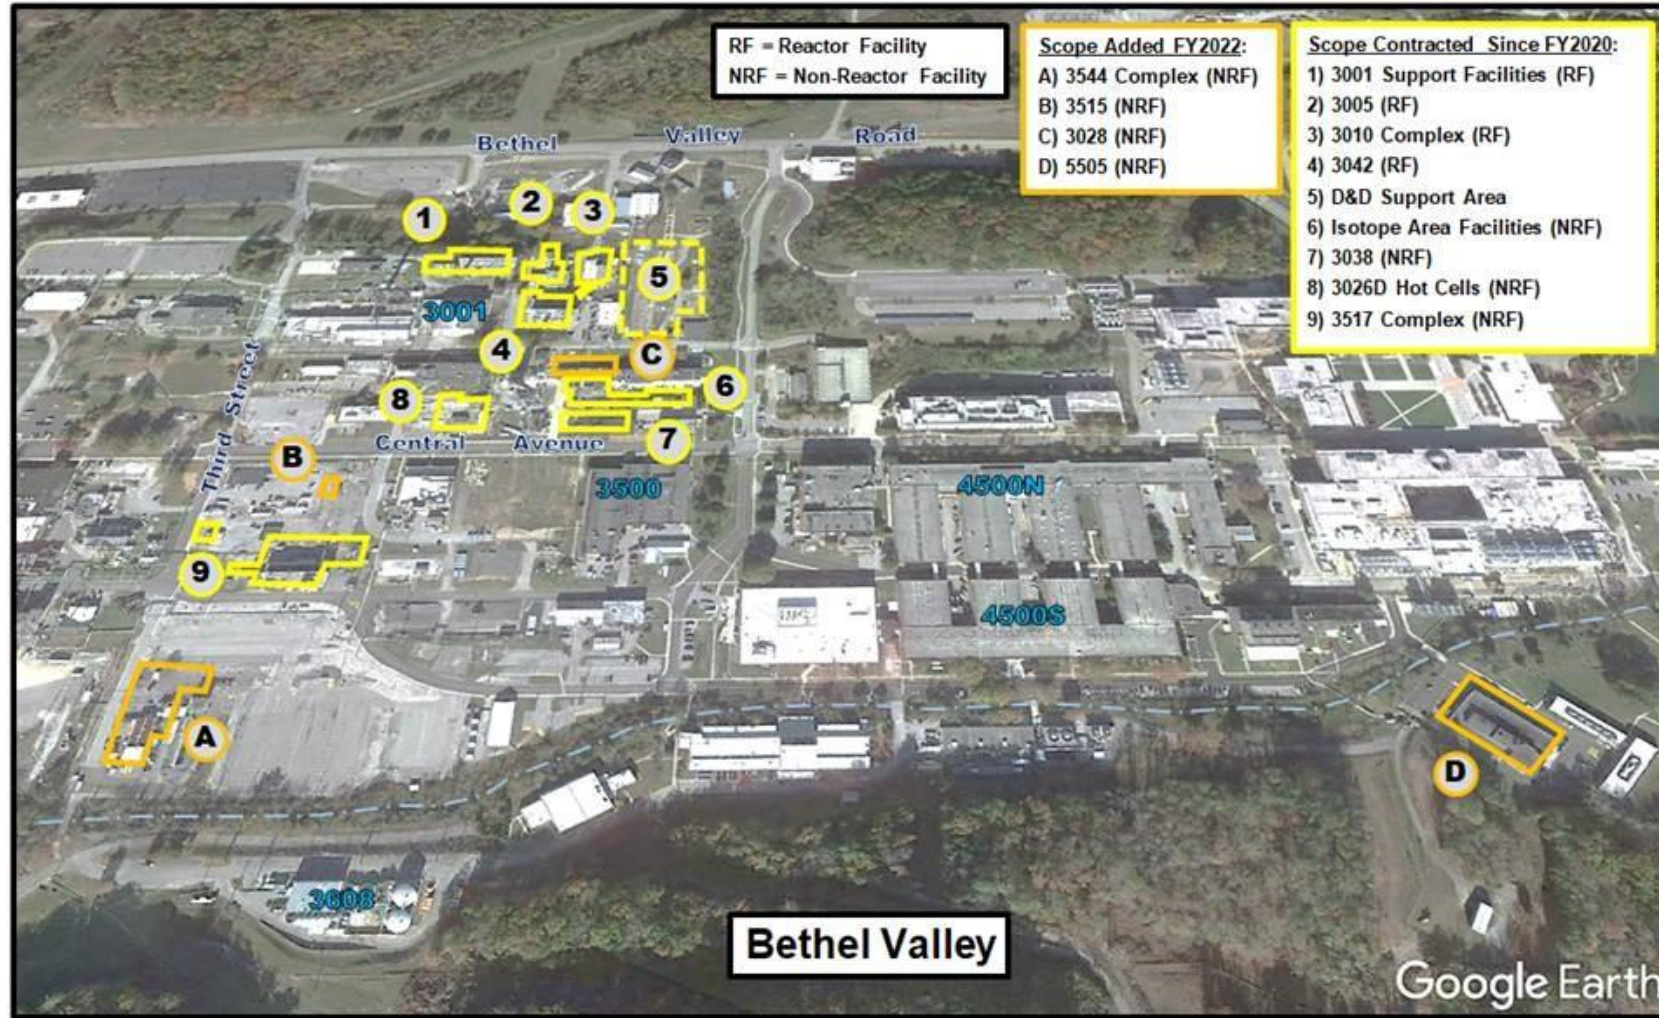 RF = Reactor Facility
NRF = Non-Reactor Facility
Scope Added FY2022:
A) 3544 Complex (NRF)
B) 3515 (NRF)
C) 3028 (NRF)
D) 5505 (NRF)
Scope Contracted Since FY2020:
1) 3001 Support Facilities (RF)
2) 3005 (RF)
3) 3010 Complex (RF)
4) 3042 (RF)
5) D&D Support Area
6) Isotope Area Facilities (NRF)
7) 3038 (NRF)
8) 3026D Hot Cells (NRF)
9) 3517 Complex (NRF)
Bethel Valley Road
1
2
3
5
3001
4
C
6
8
7
Central Avenue
Third Street
B
3500
4500N
9
4500S
A
D
3608
Bethel Valley
Google Earth